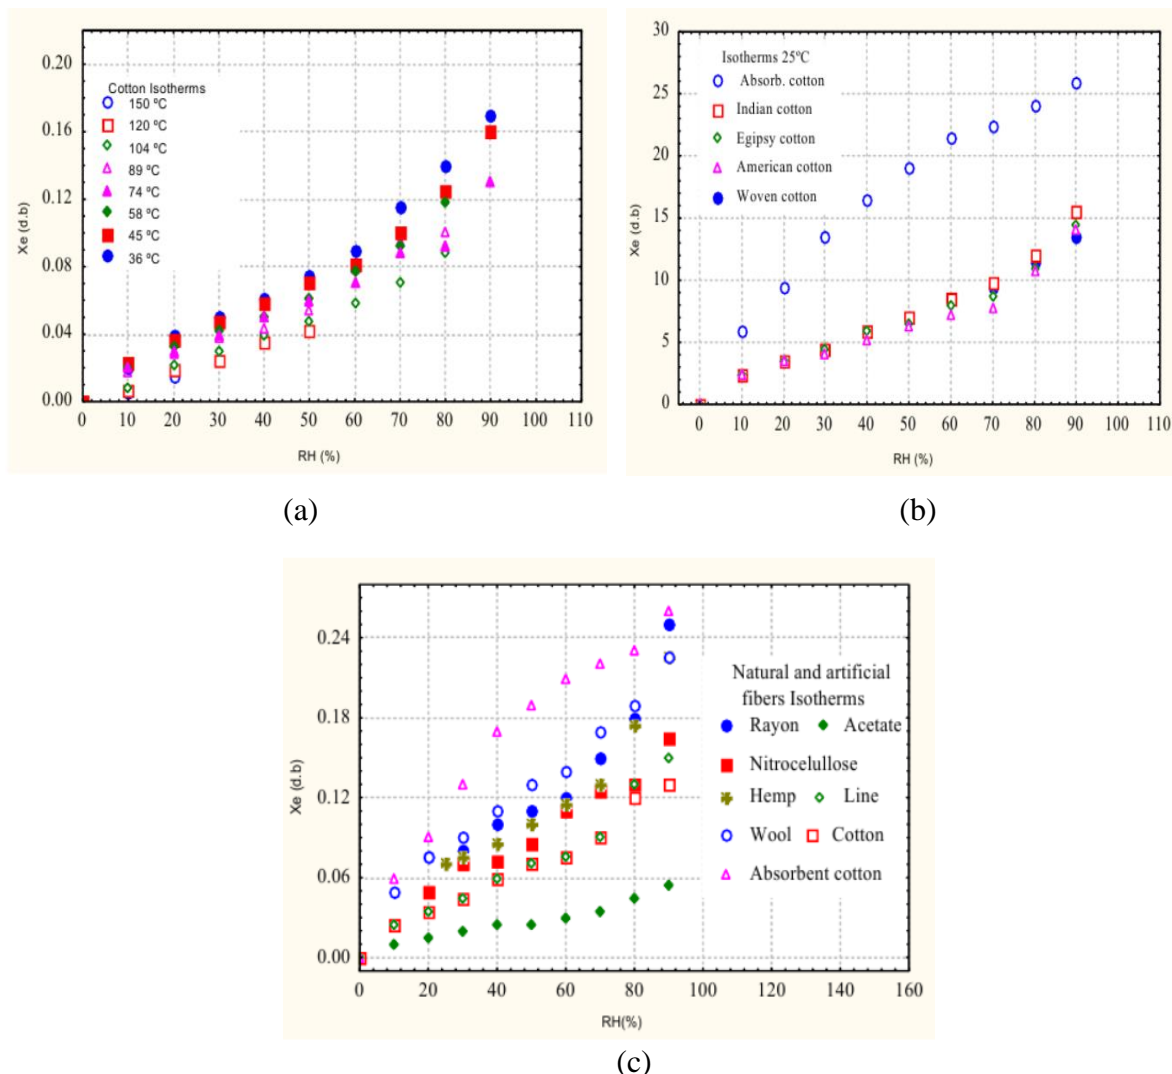 0.20
0.16
0.12
0.08
0.04
0.00
Xe (d.b)
Cotton Isotherms
150 ºC
120 ºC
104 ºC
89 ºC
74 ºC
58 ºC
45 ºC
36 ºC
0 10 20 30 40 50 60 70 80 90 100 110
RH (%)
(a)
30
25
20
15
10
5
0
Xe (d.b)
Isotherms 25ºC
Absorb. cotton
Indian cotton
Egipsy cotton
American cotton
Woven cotton
0 10 20 30 40 50 60 70 80 90 100 110
RH (%)
(b)
0.24
0.18
0.12
0.06
0.00
Xe (d.b)
Natural and artificial
fibers Isotherms
Rayon Acetate
Nitrocelullose
Hemp Line
Wool Cotton
Absorbent cotton
0 20 40 60 80 100 120 140 160
RH(%)
(c)